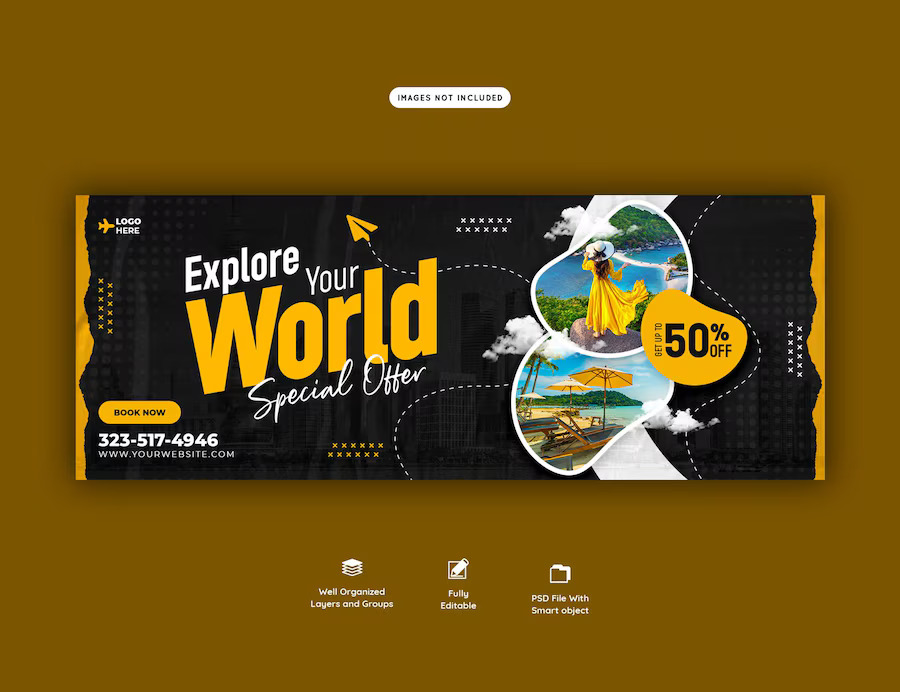 IMAGES NOT INCLUDED
LOGO
HERE
Explore
Your
World
Special Offer
GET UP TO
50%
OFF
BOOK NOW
323-517-4946
WWW.YOURWEBSITE.COM
Well Organized
Layers and Groups
Fully
Editable
PSD File With
Smart object